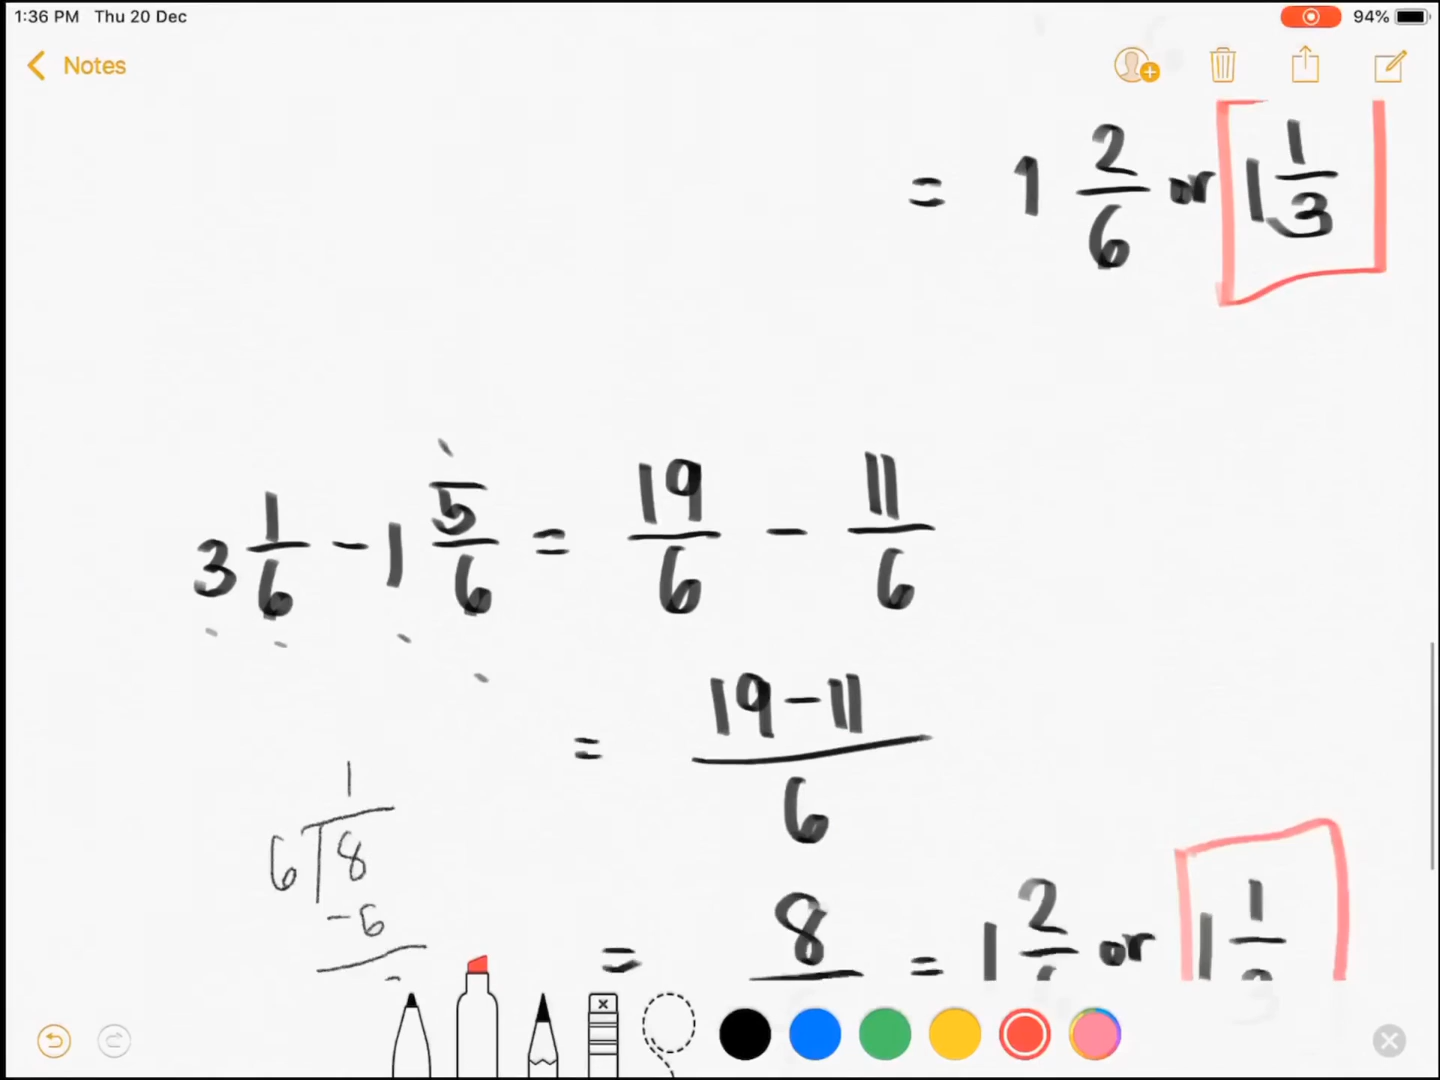 1:36 PM Thu 20 Dec 94%
Notes
= 1 2/6 or 1 1/3
3 1/6 - 1 5/6 = 19/6 - 11/6
= 19-11/6
1
6 8
-6
= 8 = 1 2 or 1 1/3